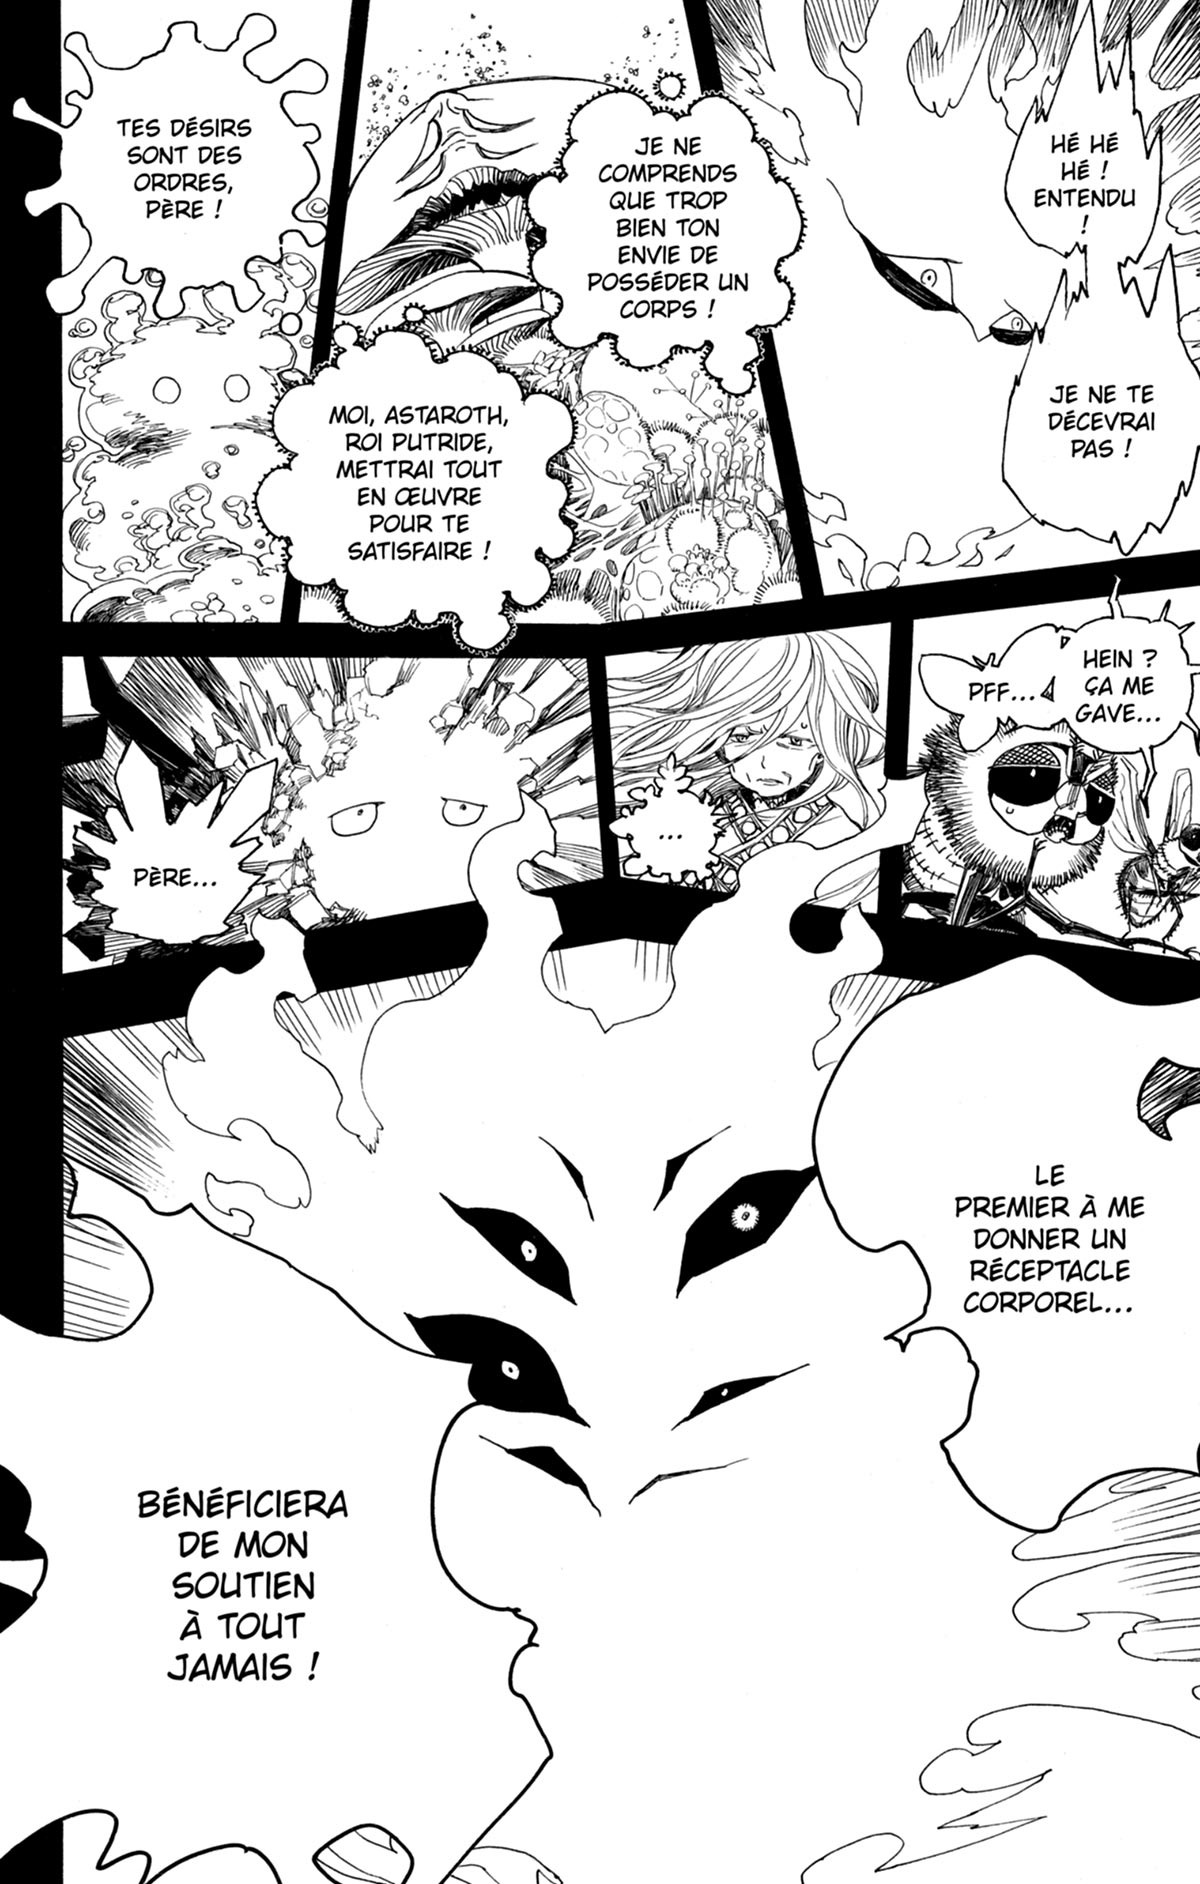 HÉ HÉ
HÉ !
ENTENDU
!
JE NE TE
DÉCEVRAI
PAS !
JE NE
COMPRENDS
QUE TROP
BIEN TON
ENVIE DE
POSSÉDER UN
CORPS !
MOI, ASTAROTH,
ROI PUTRIDE,
METTRAI TOUT
EN ŒUVRE
POUR TE
SATISFAIRE !
TES DÉSIRS
SONT DES
ORDRES,
PÈRE !
HEIN ?
ÇA ME
GAVE...
PFF...
...
PÈRE...
LE
PREMIER À ME
DONNER UN
RÉCEPTACLE
CORPOREL...
BÉNÉFICIERA
DE MON
SOUTIEN
À TOUT
JAMAIS !